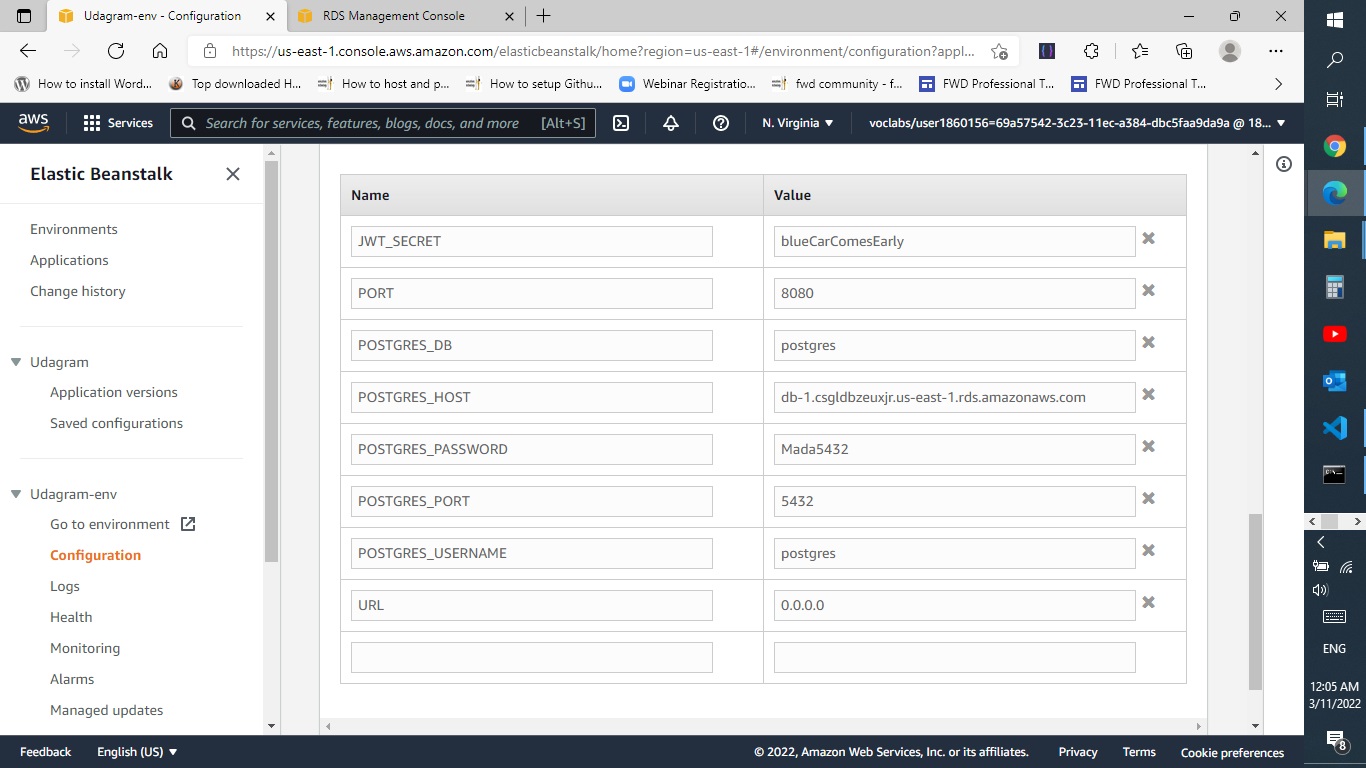 Udagram-env - Configuration
RDS Management Console
https://us-east-1.console.aws.amazon.com/elasticbeanstalk/home?region=us-east-1#/environment/configuration?appl...
How to install Word...
Top downloaded H...
How to host and p...
How to setup Githu...
Webinar Registratio...
fwd community - f...
FWD Professional T...
FWD Professional T...
aws
Services
Search for services, features, blogs, docs, and more
[Alt+S]
N. Virginia
voclabs/user1860156=69a57542-3c23-11ec-a384-dbc5faa9da9a @ 18...
Elastic Beanstalk
Environments
Applications
Change history
Udagram
Application versions
Saved configurations
Udagram-env
Go to environment
Configuration
Logs
Health
Monitoring
Alarms
Managed updates
Name Value
JWT_SECRET blueCarComesEarly
PORT 8080
POSTGRES_DB postgres
POSTGRES_HOST db-1.csgldbzeuxjr.us-east-1.rds.amazonaws.com
POSTGRES_PASSWORD Mada5432
POSTGRES_PORT 5432
POSTGRES_USERNAME postgres
URL 0.0.0.0
Feedback
English (US)
© 2022, Amazon Web Services, Inc. or its affiliates.
Privacy
Terms
Cookie preferences
ENG
12:05 AM
3/11/2022
8